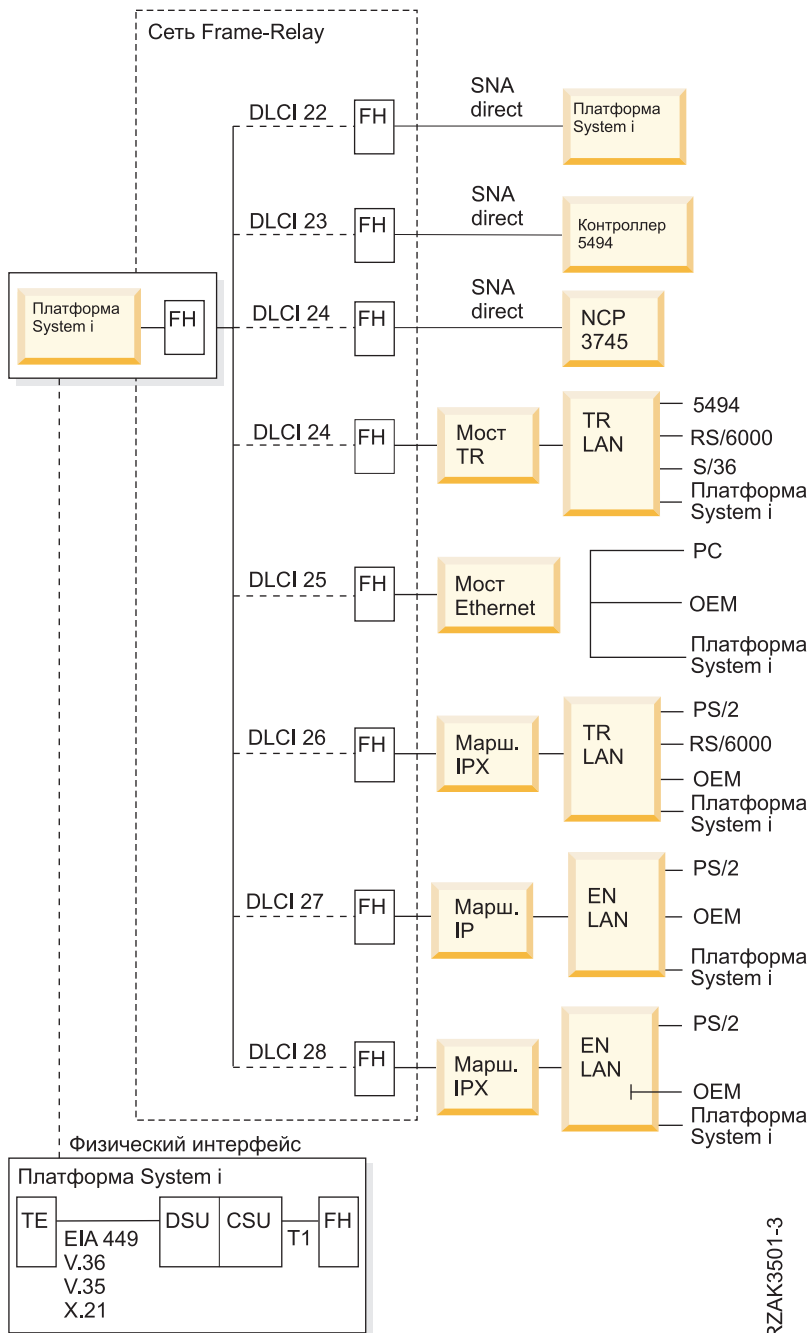 Сеть Frame-Relay
DLCI 22
FH
SNA
direct
Платформа
System i
DLCI 23
FH
SNA
direct
Контроллер
5494
Платформа
System i
FH
DLCI 24
FH
SNA
direct
NCP
3745
DLCI 24
FH
Мост
TR
TR
LAN
5494
RS/6000
S/36
Платформа
System i
DLCI 25
FH
Мост
Ethernet
PC
OEM
Платформа
System i
DLCI 26
FH
Марш.
IPX
TR
LAN
PS/2
RS/6000
OEM
Платформа
System i
DLCI 27
FH
Марш.
IP
EN
LAN
PS/2
OEM
Платформа
System i
DLCI 28
FH
Марш.
IPX
EN
LAN
PS/2
OEM
Платформа
System i
Физический интерфейс
Платформа System i
TE
EIA 449
V.36
V.35
X.21
DSU
CSU
T1
FH
RZAK3501-3